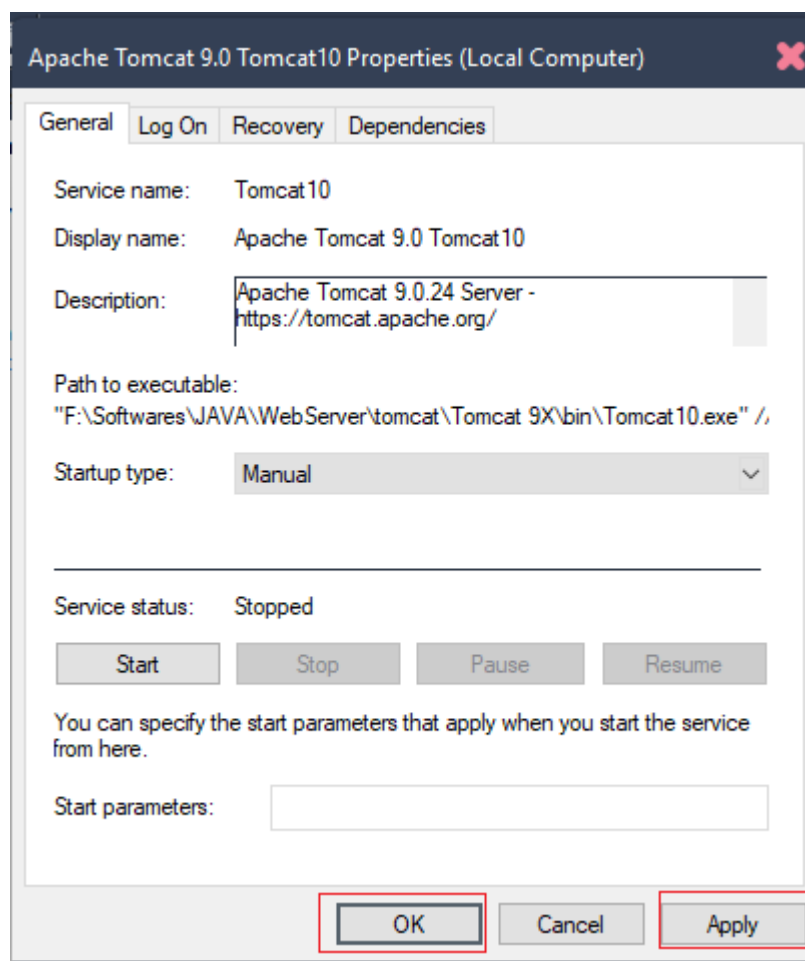 Apache Tomcat 9.0 Tomcat10 Properties (Local Computer)
General Log On Recovery Dependencies
Service name: Tomcat10
Display name: Apache Tomcat 9.0 Tomcat10
Description: Apache Tomcat 9.0.24 Server -
https://tomcat.apache.org/
Path to executable:
"F:\Softwares\JAVA\WebServer\tomcat\Tomcat 9X\bin\Tomcat10.exe" //
Startup type: Manual
Service status: Stopped
Start Stop Pause Resume
You can specify the start parameters that apply when you start the service
from here.
Start parameters:
OK Cancel Apply